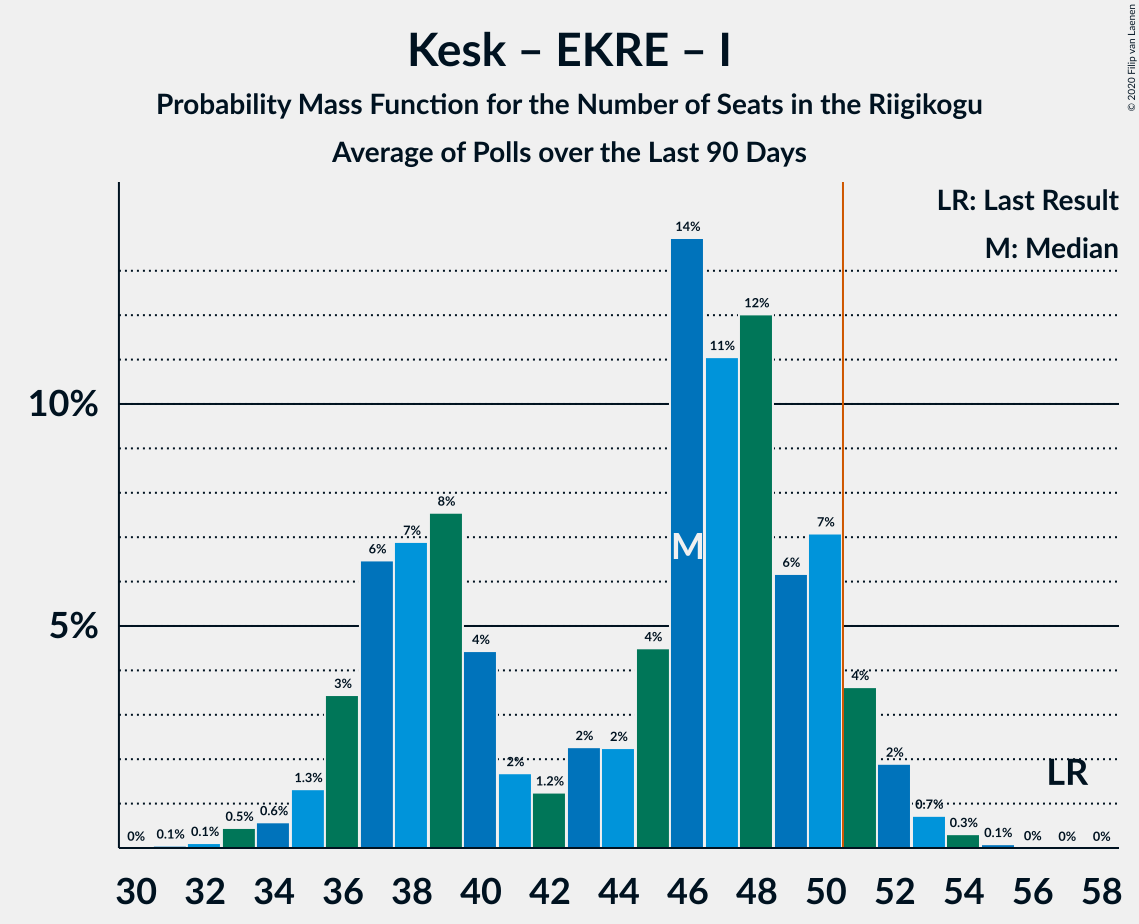 Kesk – EKRE – I
Probability Mass Function for the Number of Seats in the Riigikogu
Average of Polls over the Last 90 Days
© 2020 Filip van Laenen
LR: Last Result
M: Median
10%
5%
0% 0.1% 0.1% 0.5% 0.6% 1.3% 3% 6% 7% 8% 4% 2% 1.2% 2% 2% 4% 14% 11% 12% 6% 7% 4% 2% 0.7% 0.3% 0.1% 0% 0% 0%
M
LR
30 32 34 36 38 40 42 44 46 48 50 52 54 56 58